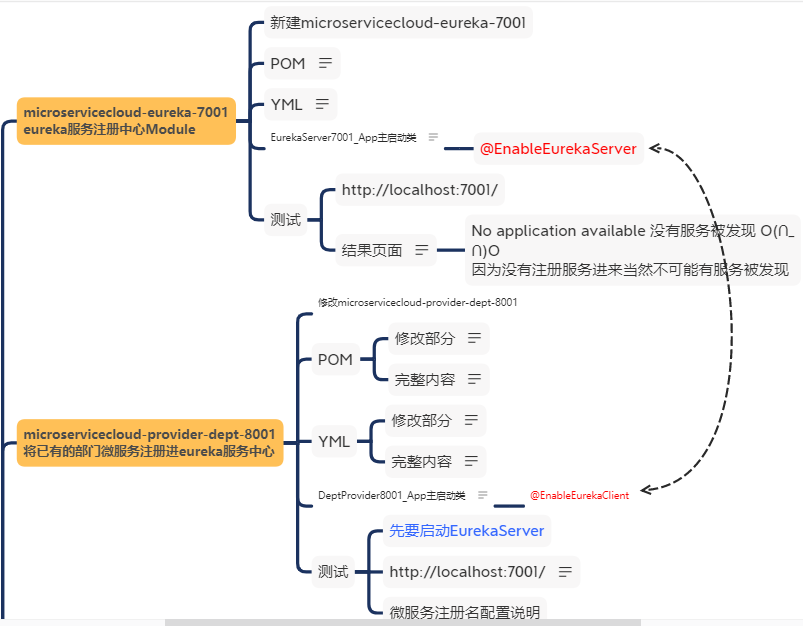 新建microservicecloud-eureka-7001
POM
YML
microservicecloud-eureka-7001
eureka服务注册中心Module
EurekaServer7001_App主启动类
@EnableEurekaServer
http://localhost:7001/
测试
结果页面
No application available 没有服务被发现 O(∩_
∩)O
因为没有注册服务进来当然不可能有服务被发现
修改microservicecloud-provider-dept-8001
修改部分
POM
完整内容
修改部分
microservicecloud-provider-dept-8001
将已有的部门微服务注册进eureka服务中心
YML
完整内容
DeptProvider8001_App主启动类
@EnableEurekaClient
先要启动EurekaServer
测试
http://localhost:7001/
微服务注册名配置说明